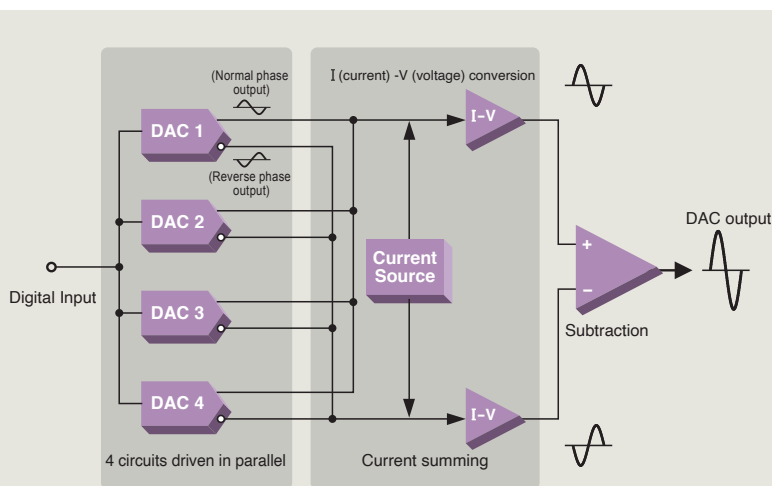 (Normal phase
output)
I (current) -V (voltage) conversion
DAC 1
I-V
(Reverse phase
output)
DAC 2
DAC output
Current
Source
+
Digital Input
−
DAC 3
Subtraction
DAC 4
I-V
4 circuits driven in parallel
Current summing